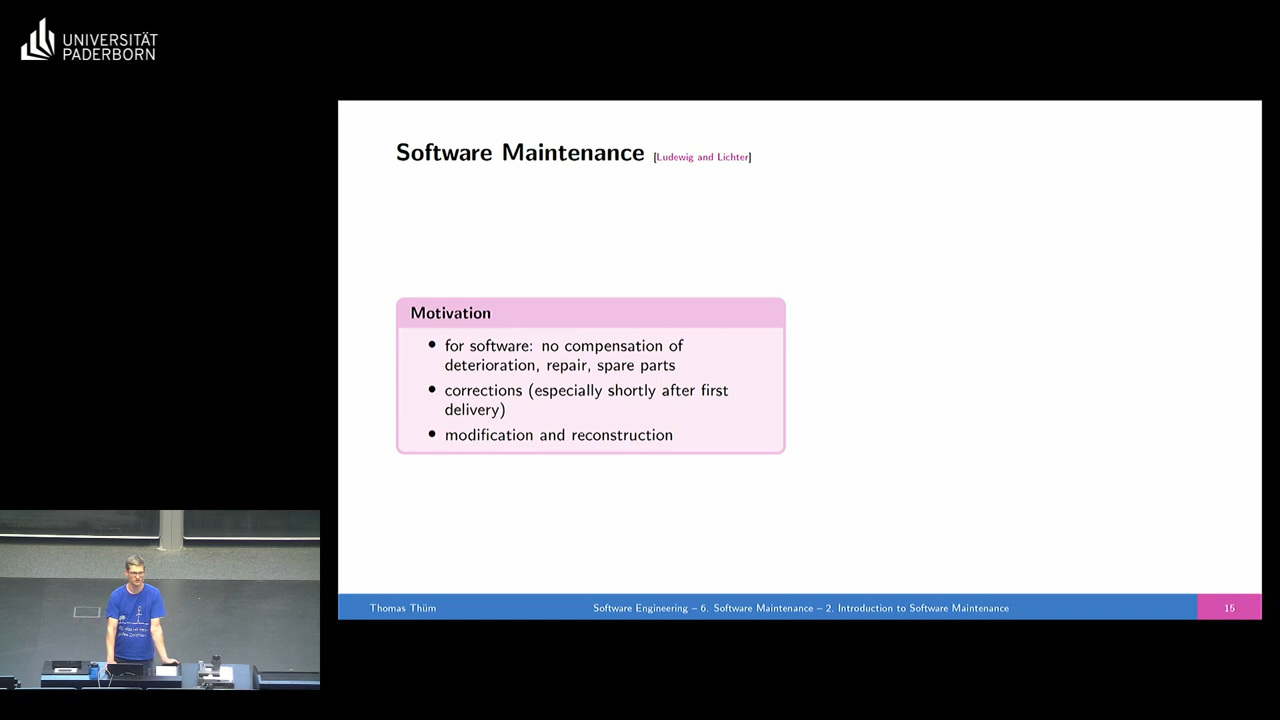 UNIVERSITÄT
PADERBORN
Software Maintenance [Ludewig and Lichter]
Motivation
• for software: no compensation of
deterioration, repair, spare parts
• corrections (especially shortly after first
delivery)
• modification and reconstruction
Thomas Thüm
Software Engineering – 6. Software Maintenance – 2. Introduction to Software Maintenance
15